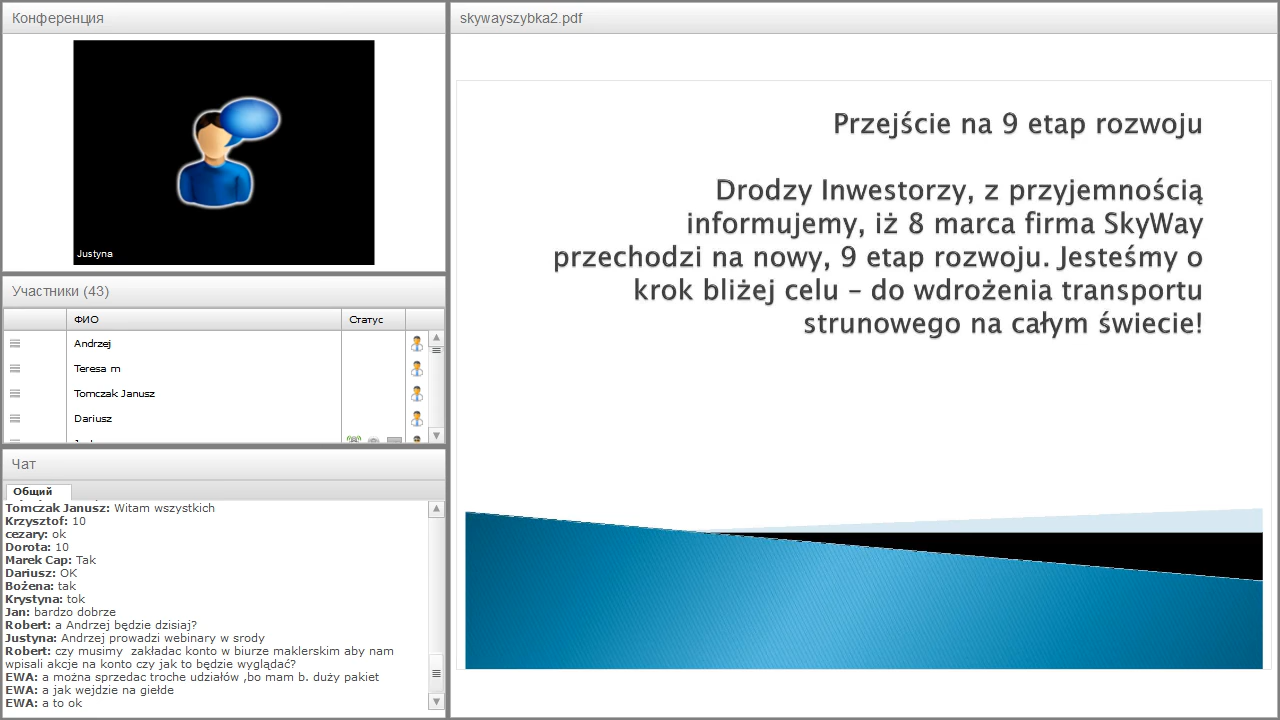 Конференция
Justyna
Участники (43)
ФИО
Статус
Andrzej
Teresa m
Tomczak Janusz
Dariusz
Чат
Общий
Tomczak Janusz: Witam wszystkich
Krzysztof: 10
cezary: ok
Dorota: 10
Marek Cap: Tak
Dariusz: OK
Bożena: tak
Krystyna: tok
Jan: bardzo dobrze
Robert: a Andrzej będzie dzisiaj?
Justyna: Andrzej prowadzi webinary w srody
Robert: czy musimy zakładać konto w biurze maklerskim aby nam
wpisali akcje na konto czy jak to będzie wyglądać?
EWA: a można sprzedac trochę udziałów ,bo mam b. duży pakiet
EWA: a jak wejdzie na giełde
EWA: a to ok
skywayszybka2.pdf
Przejście na 9 etap rozwoju
Drodzy Inwestorzy, z przyjemnością
informujemy, iż 8 marca firma SkyWay
przechodzi na nowy, 9 etap rozwoju. Jesteśmy o
krok bliżej celu – do wdrożenia transportu
strunowego na całym świecie!